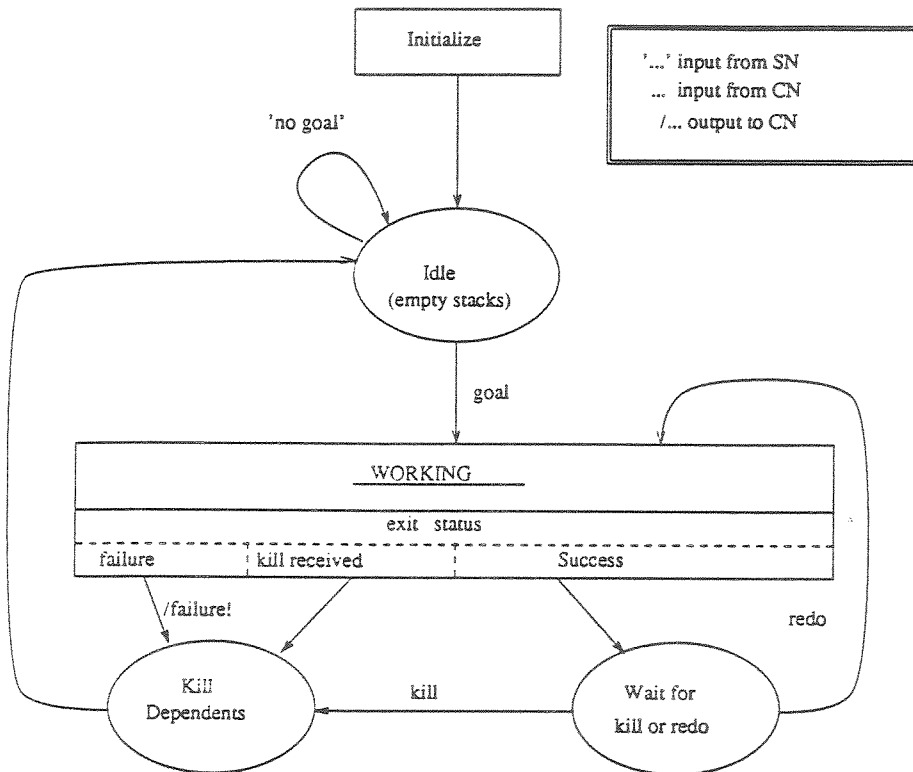 Initialize
'...' input from SN
... input from CN
/... output to CN
'no goal'
Idle
(empty stacks)
goal
WORKING
exit status
failure
kill received
Success
/failure!
redo
Kill
Dependents
kill
Wait for
kill or redo